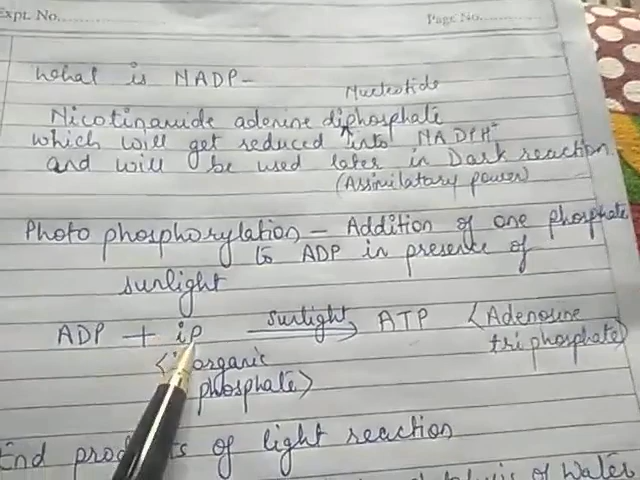 Expt. No.
Page No.
What is NADP -
Nucleotide
Nicotinamide adenine diphosphate
which will get reduced into NADPH+
and will be used later in Dark reaction
(Assimilatory power)
Photo phosphorylation - Addition of one phosphate
to ADP in presence of
sunlight
ADP + ip sunlight ATP (Adenosine
triphosphate)
organic
phosphate>
End of light reaction
of water